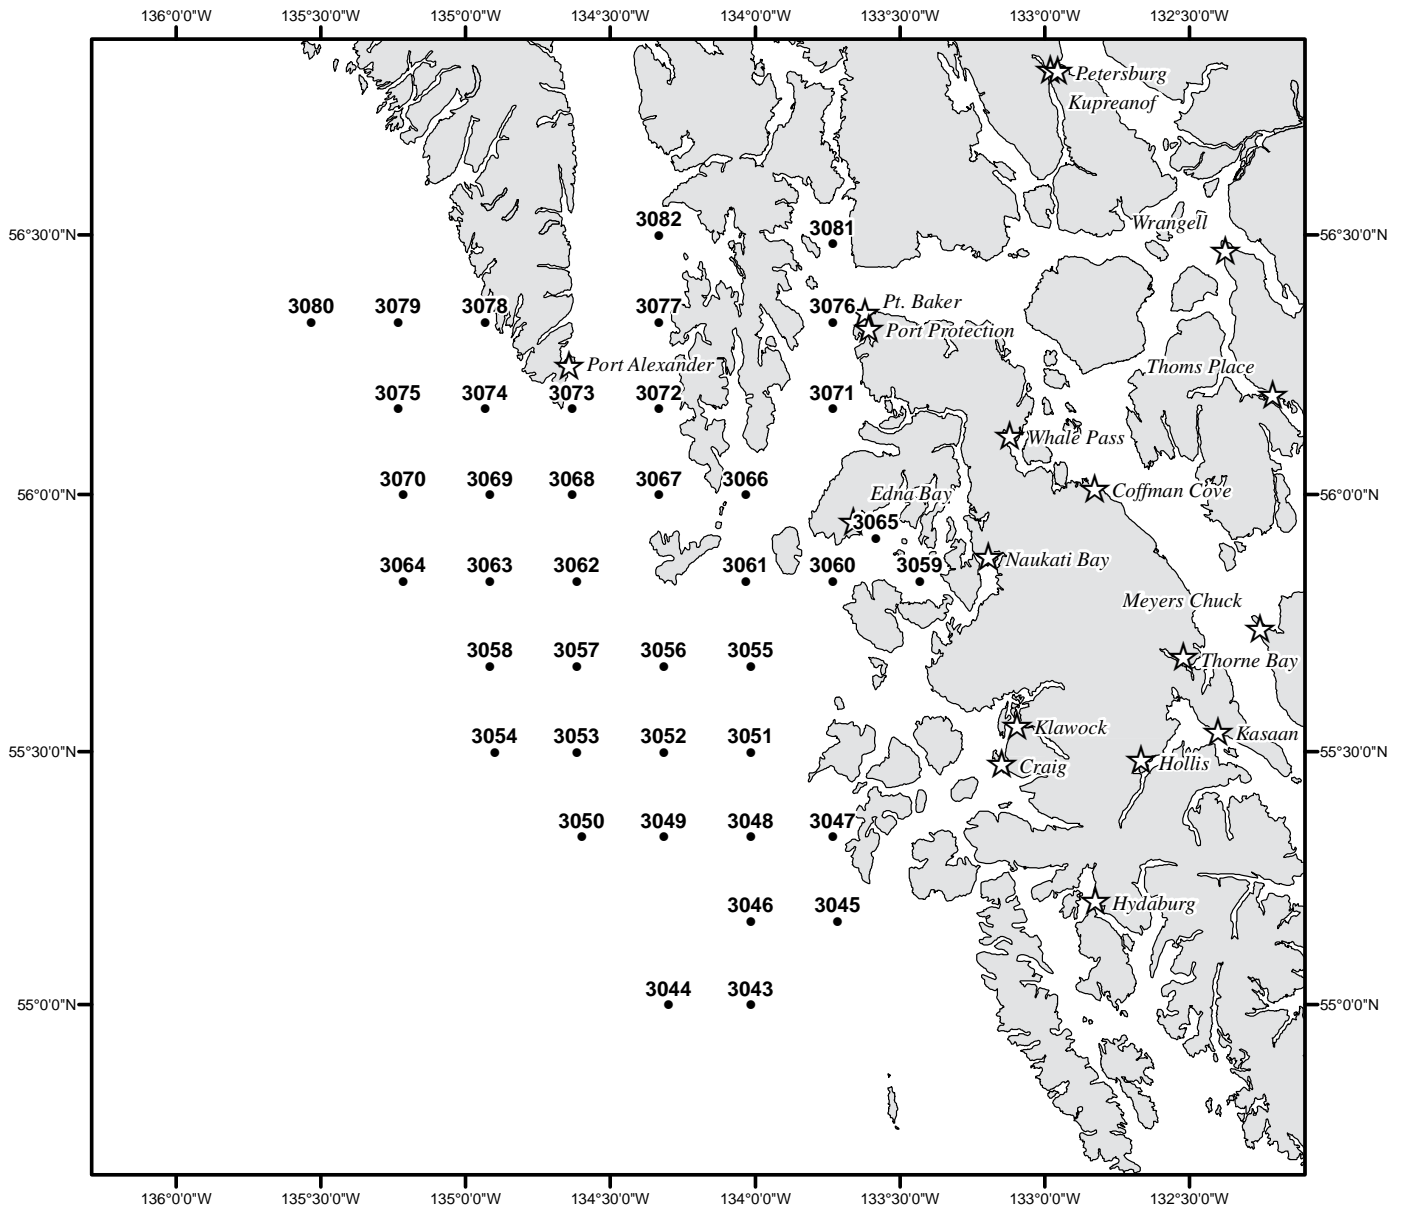 136°0'0"W 135°30'0"W 135°0'0"W 134°30'0"W 134°0'0"W 133°30'0"W 133°0'0"W 132°30'0"W
Petersburg
Kupreanof
Wrangell
3082 3081
56°30'0"N 56°30'0"N
Pt. Baker
3080 3079 3078 3077 3076
Port Protection
Port Alexander
Thoms Place
3075 3074 3073 3072 3071
Whale Pass
3070 3069 3068 3067 3066
Edna Bay
Coffman Cove
56°0'0"N 56°0'0"N
3065
Naukati Bay
3064 3063 3062 3061 3060 3059
Meyers Chuck
3058 3057 3056 3055
Thorne Bay
Klawock
Kasaan
3054 3053 3052 3051
55°30'0"N 55°30'0"N
Craig
Hollis
3050 3049 3048 3047
3046 3045
Hydaburg
3044 3043
55°0'0"N 55°0'0"N
136°0'0"W 135°30'0"W 135°0'0"W 134°30'0"W 134°0'0"W 133°30'0"W 133°0'0"W 132°30'0"W